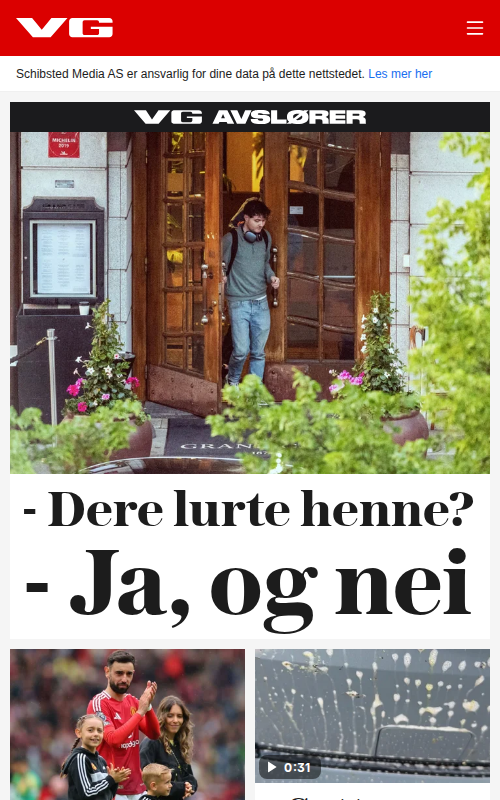 VG
Schibsted Media AS er ansvarlig for dine data på dette nettstedet. Les mer her
VG AVSLØRER
MICHELIN
2019
GRAN
- Dere lurte henne?
- Ja, og nei
0:31